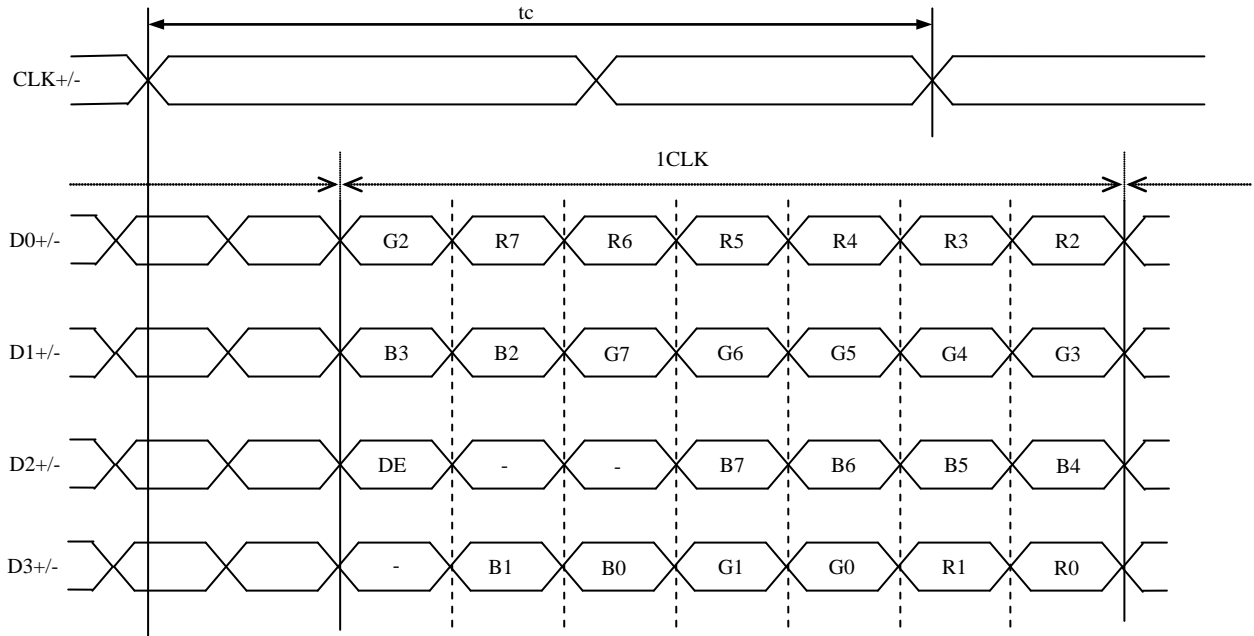 tc
CLK+/-
1CLK
D0+/- G2 R7 R6 R5 R4 R3 R2
D1+/- B3 B2 G7 G6 G5 G4 G3
D2+/- DE - - B7 B6 B5 B4
D3+/- - B1 B0 G1 G0 R1 R0